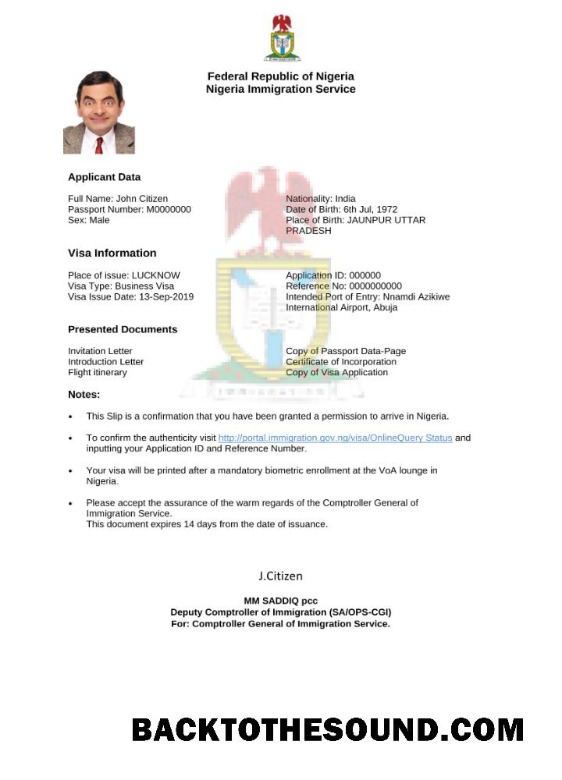 Federal Republic of Nigeria
Nigeria Immigration Service
Applicant Data
Full Name: John Citizen
Passport Number: M0000000
Sex: Male
Nationality: India
Date of Birth: 6th Jul, 1972
Place of Birth: JAUNPUR UTTAR
PRADESH
Visa Information
Place of issue: LUCKNOW
Visa Type: Business Visa
Visa Issue Date: 13-Sep-2019
Application ID: 000000
Reference No: 0000000000
Intended Port of Entry: Nnamdi Azikiwe
International Airport, Abuja
Presented Documents
Invitation Letter
Introduction Letter
Flight itinerary
Copy of Passport Data-Page
Certificate of Incorporation
Copy of Visa Application
Notes:
• This Slip is a confirmation that you have been granted a permission to arrive in Nigeria.
• To confirm the authenticity visit http://portal.immigration.gov.ng/visa/OnlineQuery Status and
inputting your Application ID and Reference Number.
• Your visa will be printed after a mandatory biometric enrollment at the VoA lounge in
Nigeria.
• Please accept the assurance of the warm regards of the Comptroller General of
Immigration Service.
This document expires 14 days from the date of issuance.
J.Citizen
MM SADDIQ pcc
Deputy Comptroller of Immigration (SA/OPS-CGI)
For: Comptroller General of Immigration Service.
BACKTOTHESOUND.COM